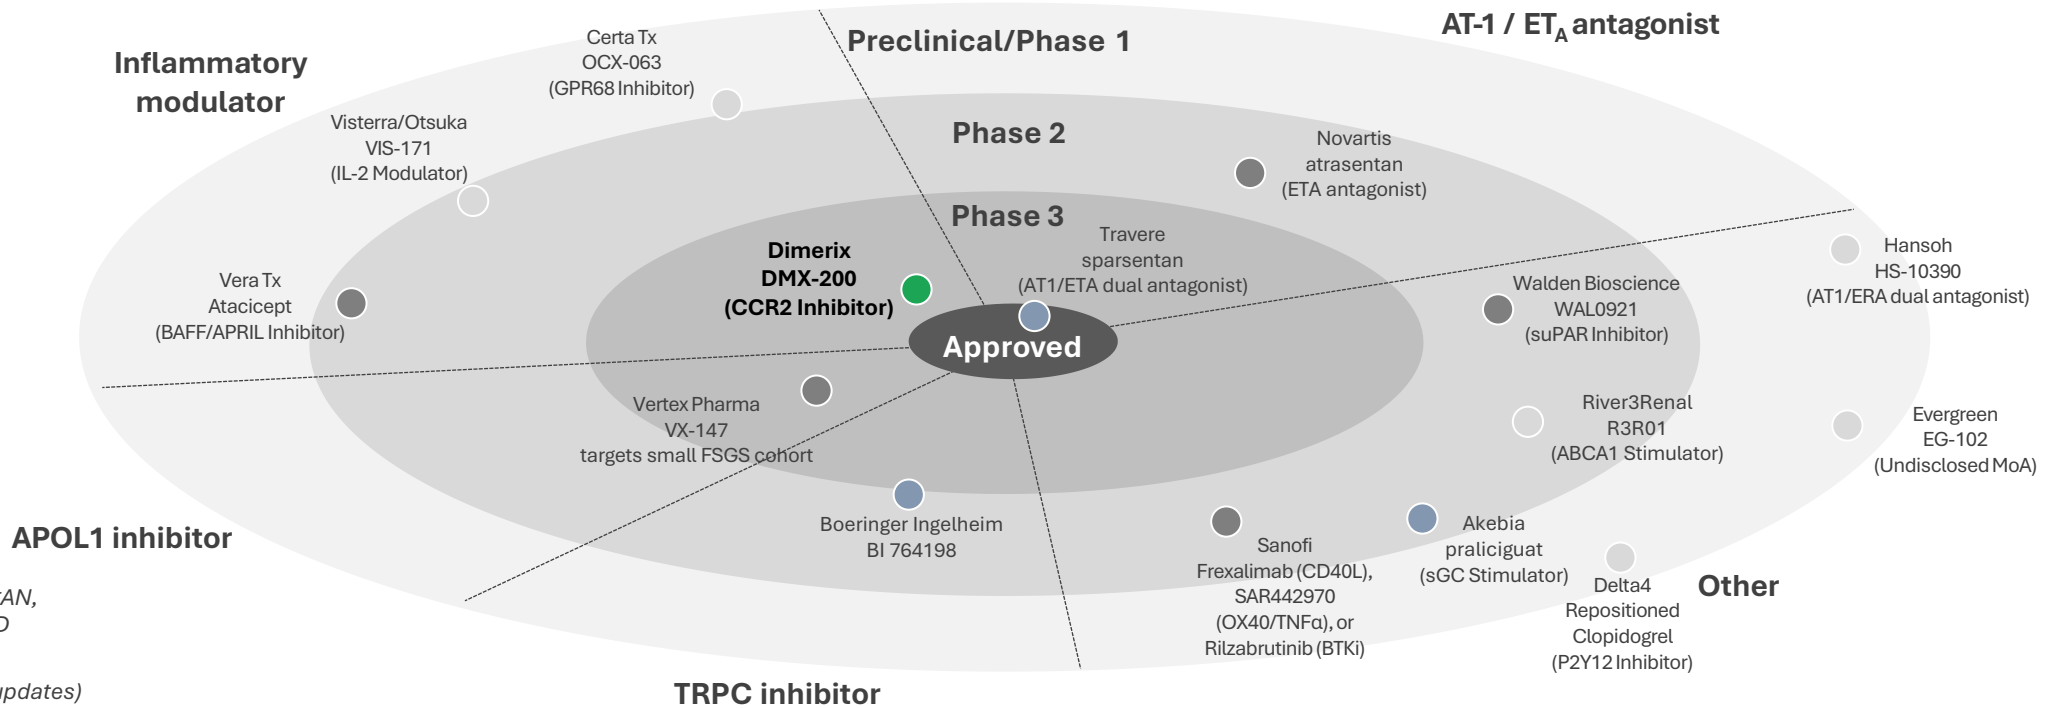 AT-1 / ETA antagonist
Preclinical/Phase 1
Inflammatory
modulator
Certa Tx
OCX-063
(GPR68 Inhibitor)
Visterra/Otsuka
VIS-171
(IL-2 Modulator)
Phase 2
Novartis
atrasentan
(ETA antagonist)
Phase 3
Travere
sparsentan
(AT1/ETA dual antagonist)
Dimerix
DMX-200
(CCR2 Inhibitor)
Hansoh
HS-10390
(AT1/ERA dual antagonist)
Vera Tx
Atacicept
(BAFF/APRIL Inhibitor)
Walden Bioscience
WAL0921
(suPAR Inhibitor)
Approved
Vertex Pharma
VX-147
targets small FSGS cohort
River3Renal
R3R01
(ABCA1 Stimulator)
Evergreen
EG-102
(Undisclosed MoA)
Boeringer Ingelheim
BI 764198
Sanofi
Frexalimab (CD40L),
SAR442970
(OX40/TNFα), or
Rilzabrutinib (BTKi)
Akebia
praliciguat
(sGC Stimulator)
Delta4
Repositioned
Clopidogrel
(P2Y12 Inhibitor)
Other
APOL1 inhibitor
TRPC inhibitor
AN,
updates)